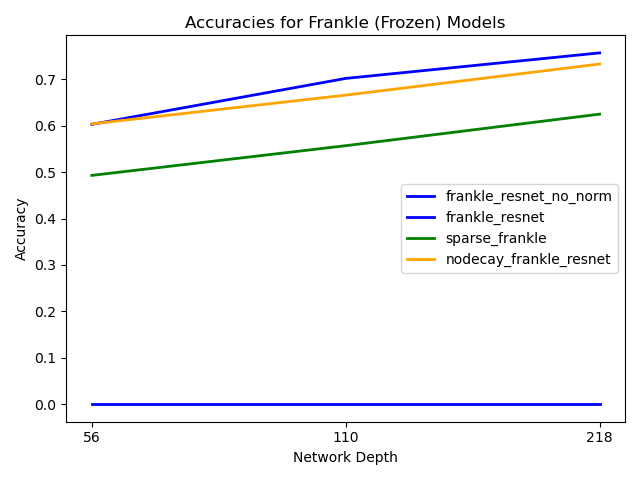 Accuracies for Frankle (Frozen) Models
0.7
0.6
0.5
0.4
0.3
0.2
0.1
0.0
Accuracy
frankle_resnet_no_norm
frankle_resnet
sparse_frankle
nodecay_frankle_resnet
56
110
218
Network Depth